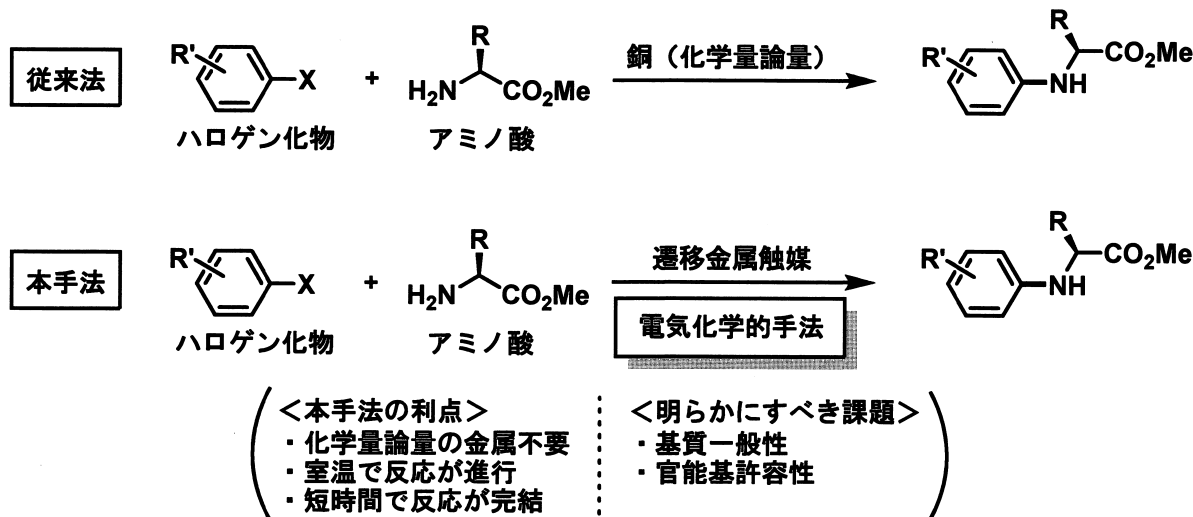 従来法
R'
X
+
R
H₂N
CO₂Me
銅（化学量論量）
R'
R
NH
CO₂Me
ハロゲン化物
アミノ酸
本手法
R'
X
+
R
H₂N
CO₂Me
遷移金属触媒
電気化学的手法
R'
R
NH
CO₂Me
ハロゲン化物
アミノ酸
＜本手法の利点＞
・化学量論量の金属不要
・室温で反応が進行
・短時間で反応が完結
＜明らかにすべき課題＞
・基質一般性
・官能基許容性